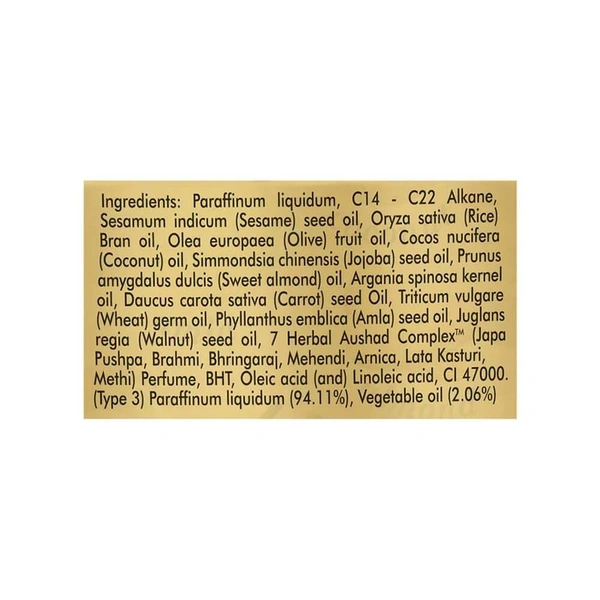 Ingredients: Paraffinum liquidum, C14 - C22 Alkane,
Sesamum indicum (Sesame) seed oil, Oryza sativa (Rice)
Bran oil, Olea europaea (Olive) fruit oil, Cocos nucifera
(Coconut) oil, Simmondsia chinensis (Jojoba) seed oil, Prunus
amygdalus dulcis (Sweet almond) oil, Argania spinosa kernel
oil, Daucus carota sativa (Carrot) seed Oil, Triticum vulgare
(Wheat) germ oil, Phyllanthus emblica (Amla) seed oil, Juglans
regia (Walnut) seed oil, 7 Herbal Aushad Complex™ (Japa
Pushpa, Brahmi, Bhringaraj, Mehendi, Arnica, Lata Kasturi,
Methi) Perfume, BHT, Oleic acid (and) Linoleic acid, CI 47000.
(Type 3) Paraffinum liquidum (94.11%), Vegetable oil (2.06%)